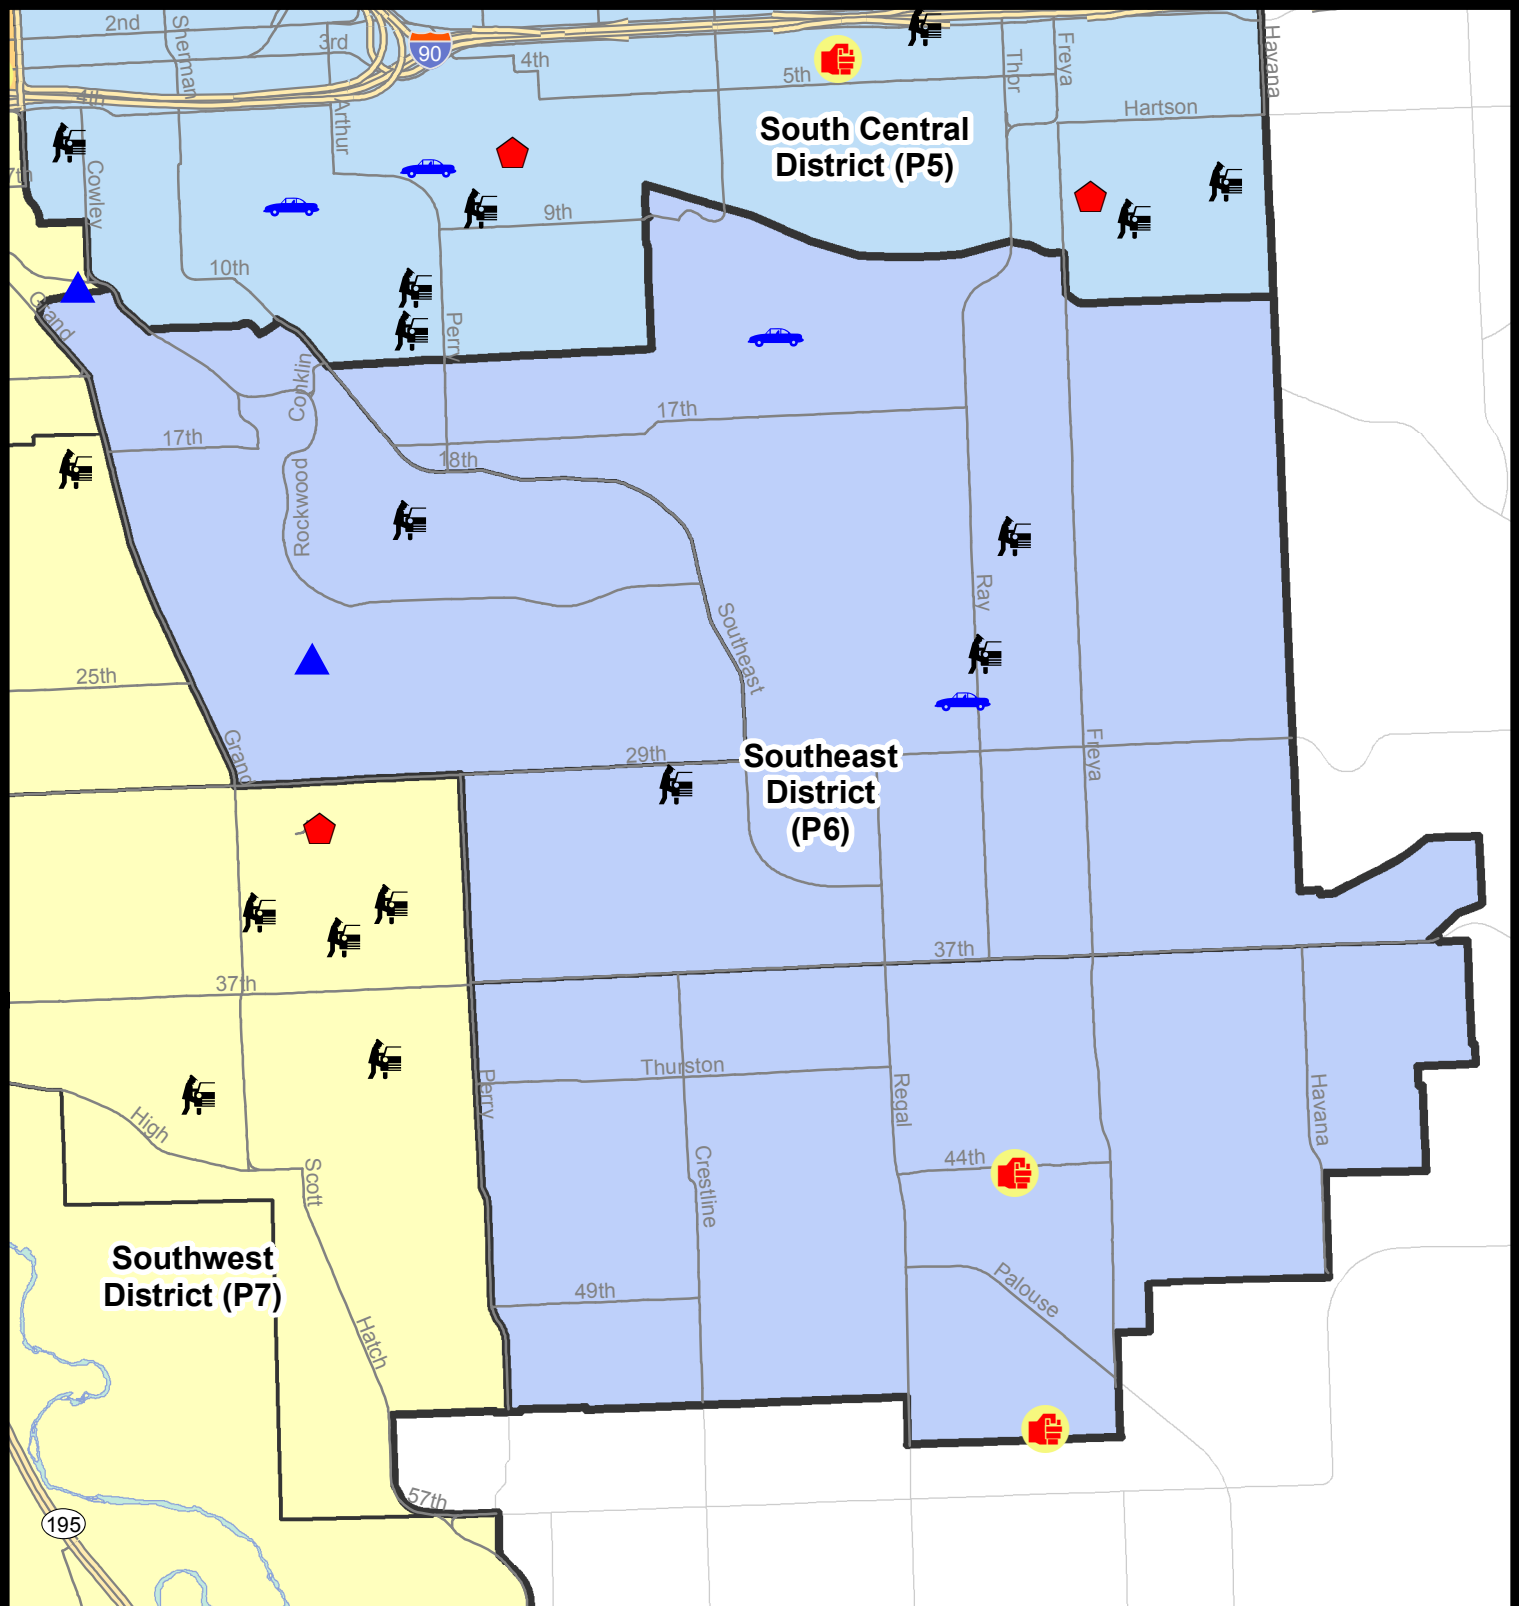 2nd
Sherman
3rd
90
4th
5th
Thor
Freya
Havana
4th
Arthur
Hartson
South Central
District (P5)
7th
Cowley
9th
10th
Grand
Perry
Conklin
17th
17th
18th
Rockwood
Ray
Southeast
25th
Grand
29th
Freya
Southeast
District
(P6)
37th
37th
Thurston
Perry
Regal
Havana
High
Scott
Crestline
44th
Southwest
District (P7)
49th
Palouse
Hatch
57th
195